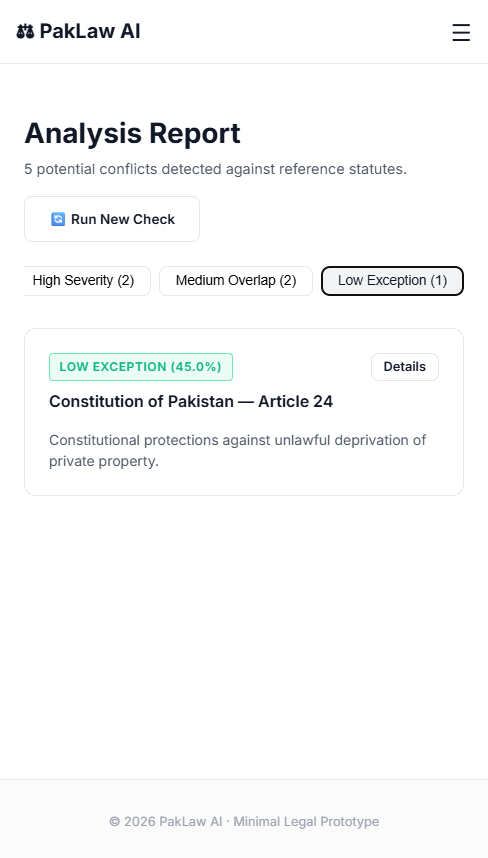 PakLaw AI
Analysis Report
5 potential conflicts detected against reference statutes.
Run New Check
High Severity (2) Medium Overlap (2) Low Exception (1)
LOW EXCEPTION (45.0%) Details
Constitution of Pakistan — Article 24
Constitutional protections against unlawful deprivation of
private property.
© 2026 PakLaw AI · Minimal Legal Prototype